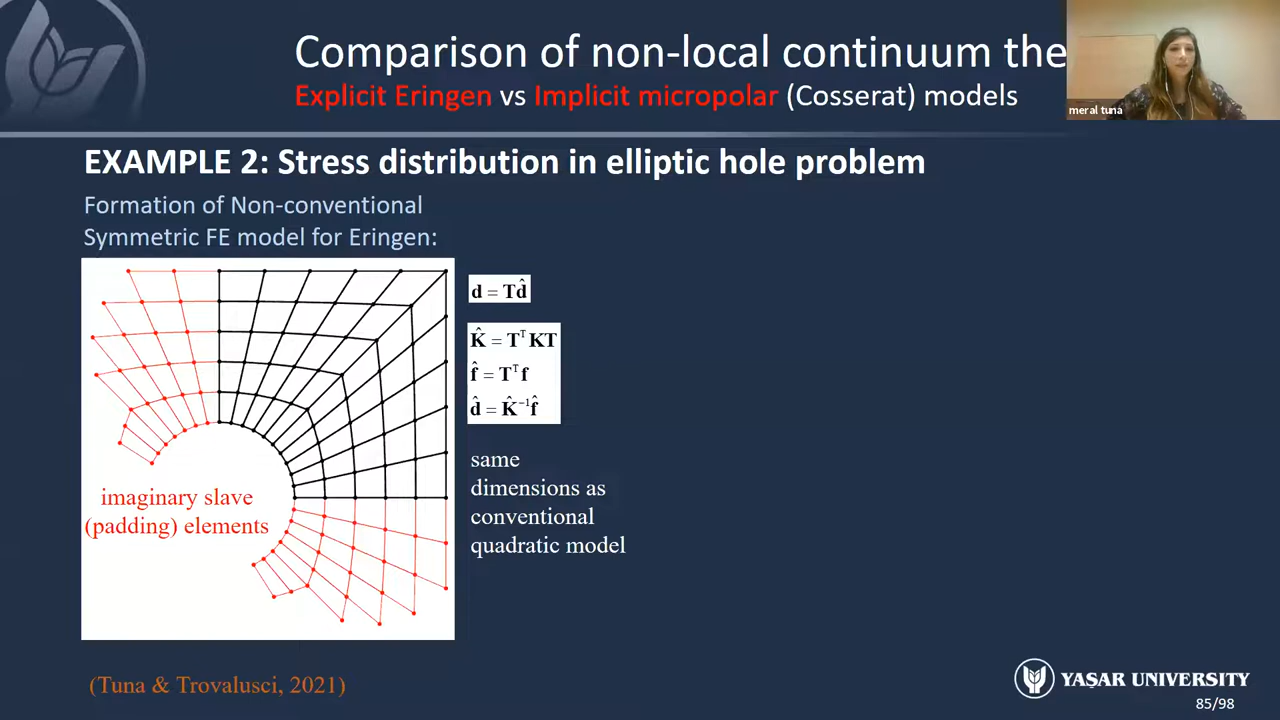 Comparison of non-local continuum the
Explicit Eringen vs Implicit micropolar (Cosserat) models
meral tuna
EXAMPLE 2: Stress distribution in elliptic hole problem
Formation of Non-conventional
Symmetric FE model for Eringen:
d = Td̂
K̂ = TᵀKT
f̂ = Tᵀf
d̂ = K̂⁻¹f̂
same
dimensions as
conventional
quadratic model
imaginary slave
(padding) elements
(Tuna & Trovalusci, 2021)
YAŞAR UNIVERSITY
85/98